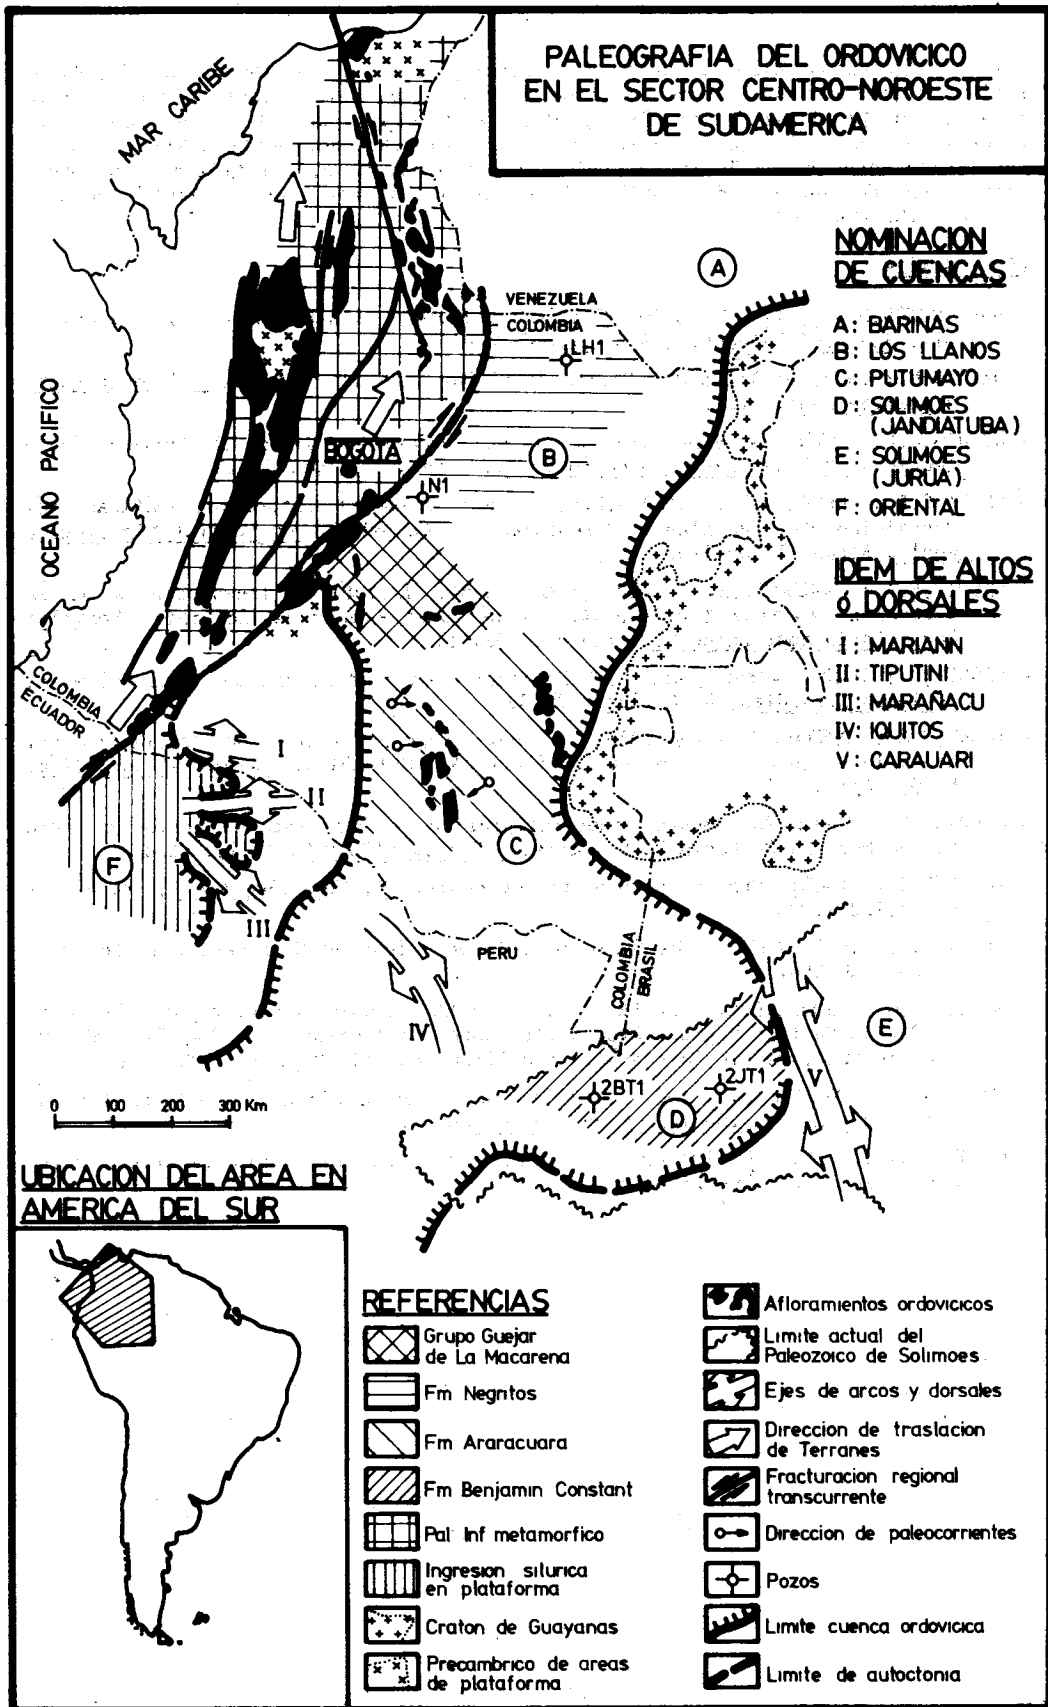 PALEOGRAFIA DEL ORDOVICICO
EN EL SECTOR CENTRO-NOROESTE
DE SUDAMERICA
MAR CARIBE
OCEANO PACIFICO
NOMINACION
DE CUENCAS
A: BARINAS
B: LOS LLANOS
C: PUTUMAYO
D: SOLIMOES
(JANDIATUBA)
E: SOLIMOES
(JURUA)
F: ORIENTAL
IDEM DE ALTOS
ó DORSALES
I: MARIANN
II: TIPUTINI
III: MARAÑACU
IV: IQUITOS
V: CARAUARI
A
VENEZUELA
COLOMBIA
LH1
B
BOGOTA
N1
COLOMBIA
ECUADOR
I
II
F
III
C
PERU
COLOMBIA
BRASIL
IV
E
V
2BT1
2JT1
D
0 100 200 300 Km
UBICACION DEL AREA EN
AMERICA DEL SUR
REFERENCIAS
Grupo Guejar
de La Macarena
Fm Negritos
Fm Araracuara
Fm Benjamin Constant
Pal Inf metamorfico
Ingresion silurica
en plataforma
Craton de Guayanas
Precambrico de areas
de plataforma
Afloramientos ordovicicos
Limite actual del
Paleozoico de Solimoes
Ejes de arcos y dorsales
Direccion de traslacion
de Terranes
Fracturacion regional
transcurrente
Direccion de paleocorrientes
Pozos
Limite cuenca ordovicica
Limite de autoctonia